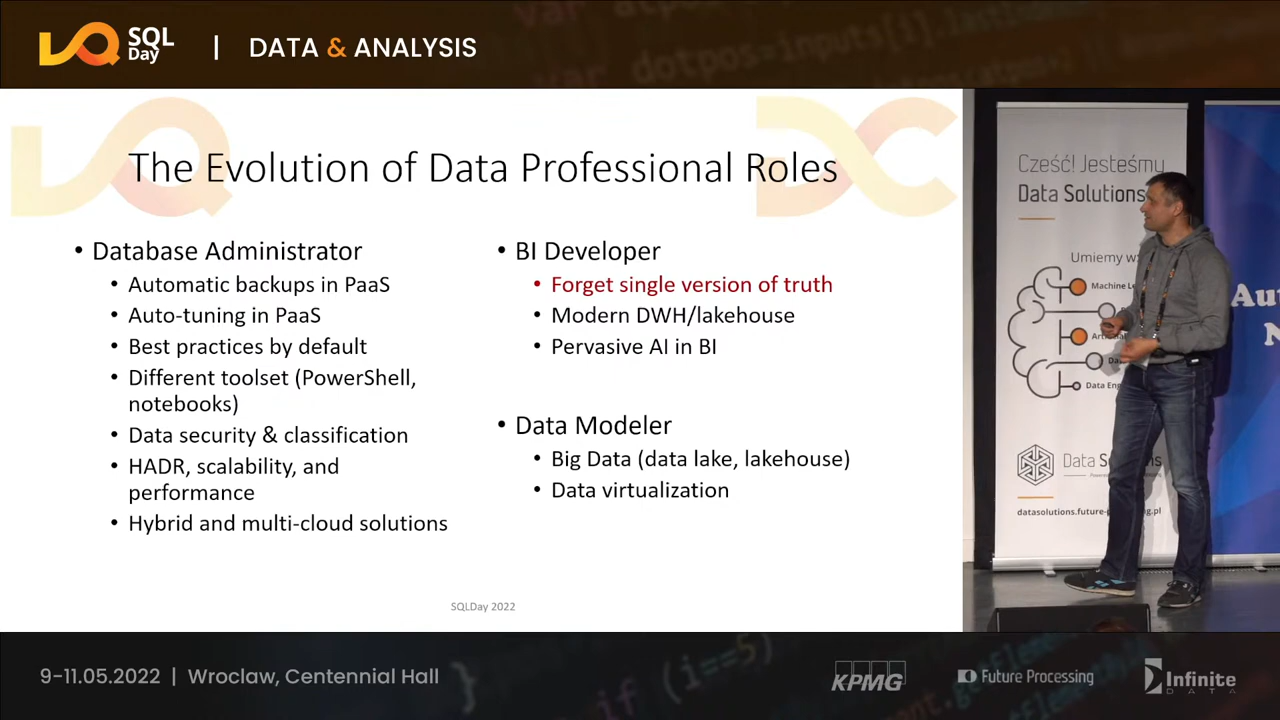 SQL
Day
| DATA & ANALYSIS
The Evolution of Data Professional Roles
• Database Administrator
• Automatic backups in PaaS
• Auto-tuning in PaaS
• Best practices by default
• Different toolset (PowerShell,
notebooks)
• Data security & classification
• HADR, scalability, and
performance
• Hybrid and multi-cloud solutions
• BI Developer
• Forget single version of truth
• Modern DWH/lakehouse
• Pervasive AI in BI
• Data Modeler
• Big Data (data lake, lakehouse)
• Data virtualization
SQLDay 2022
Cześć! Jesteśmy
Data Solutions
Umiemy w
Machine Le
Data Eng
Data S ns
datasolutions.future-p g.pl
Au
N
9-11.05.2022 | Wroclaw, Centennial Hall
KPMG
Future Processing
Infinite
DATA